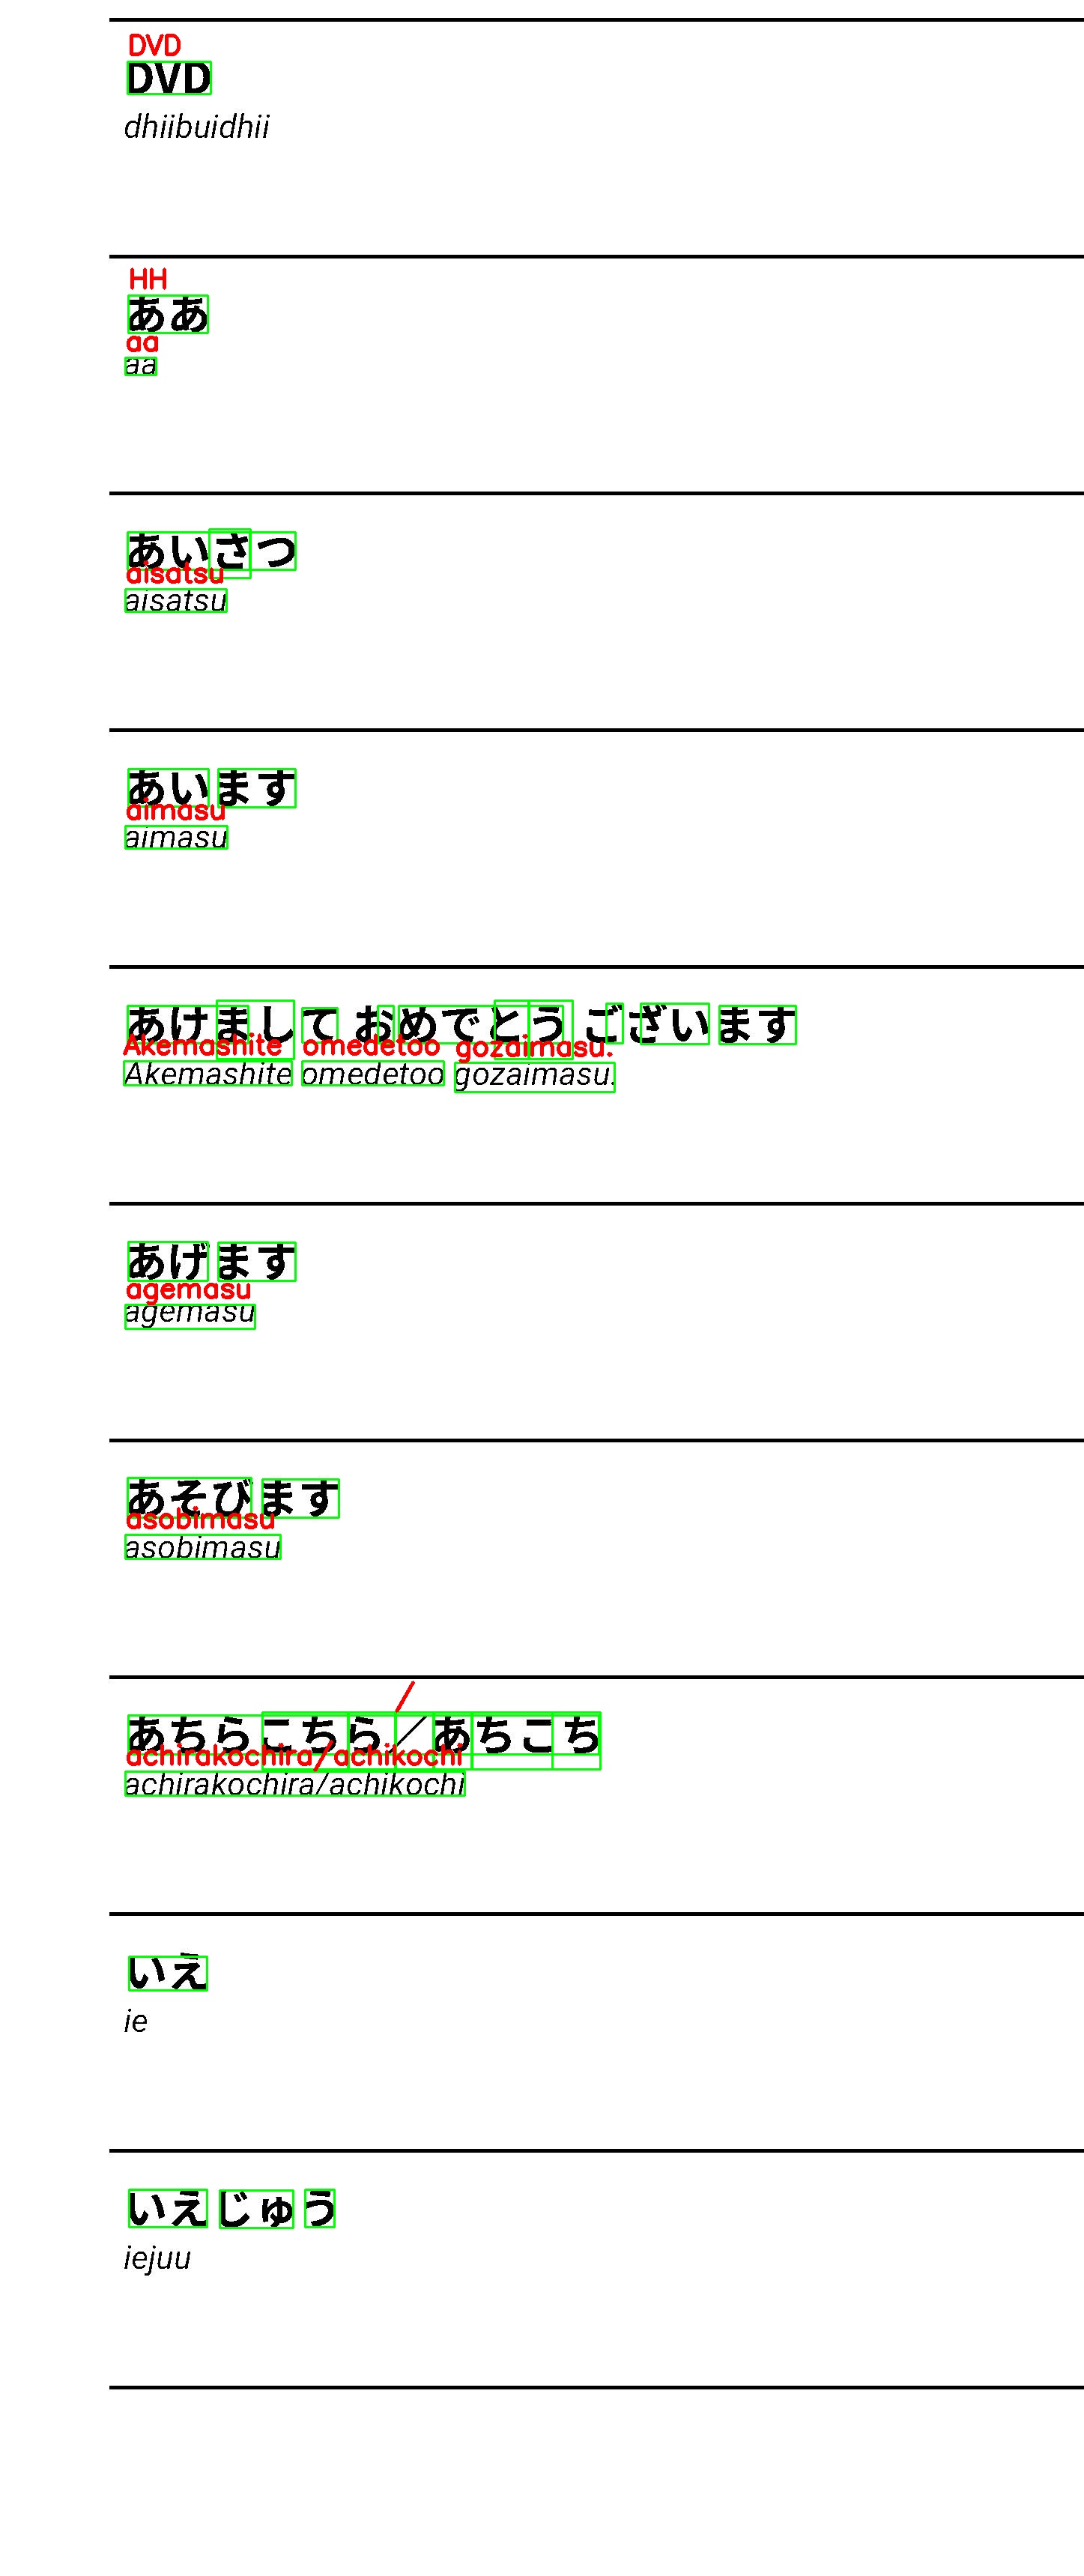 DVD
DVD
dhiibuidhii
HH
ああ
aa
aa
あいさつ
aisatsu
aisatsu
あいます
aimasu
aimasu
あけまして おめでとう ございます
Akemashite omedetoo gozaimasu.
Akemashite omedetoo gozaimasu.
あげます
agemasu
agemasu
あそびます
asobimasu
asobimasu
/
あちらこちら／あちこち
achirakochira/achikochi
achirakochira/achikochi
いえ
ie
いえじゅう
iejuu